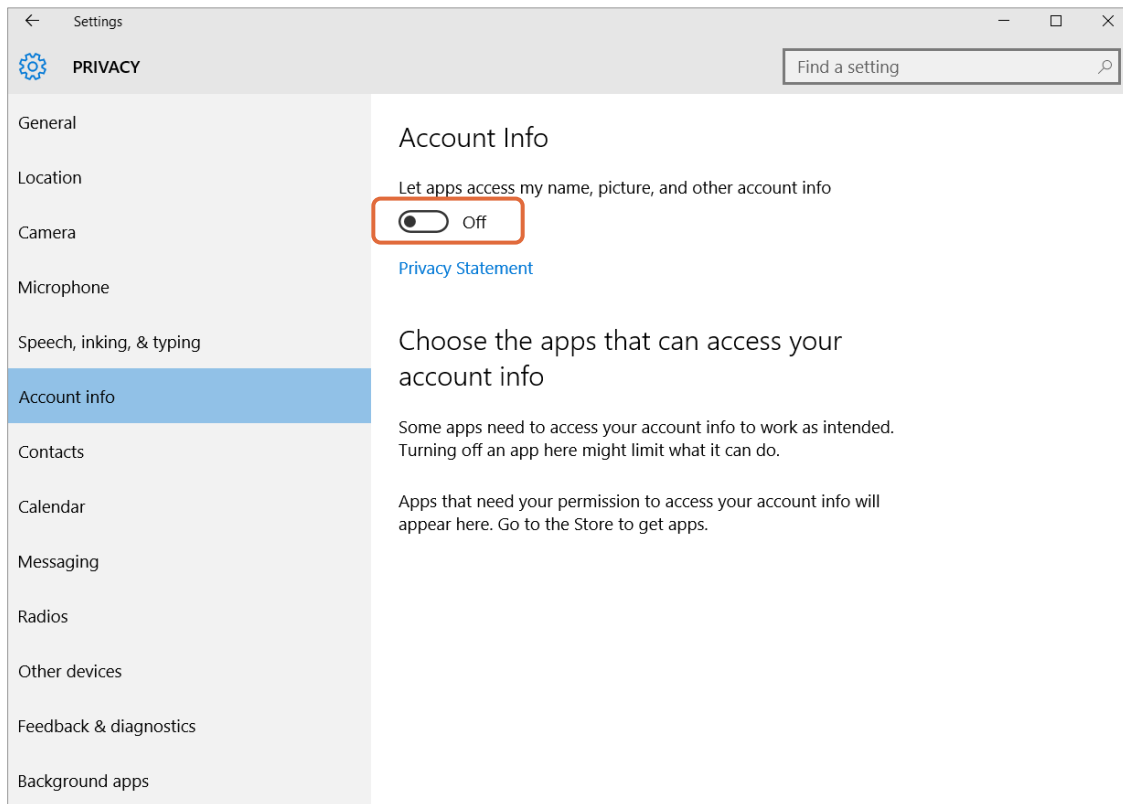 Settings
PRIVACY
Find a setting
General
Location
Camera
Microphone
Speech, inking, & typing
Account info
Contacts
Calendar
Messaging
Radios
Other devices
Feedback & diagnostics
Background apps
Account Info
Let apps access my name, picture, and other account info
Off
Privacy Statement
Choose the apps that can access your
account info
Some apps need to access your account info to work as intended.
Turning off an app here might limit what it can do.
Apps that need your permission to access your account info will
appear here. Go to the Store to get apps.